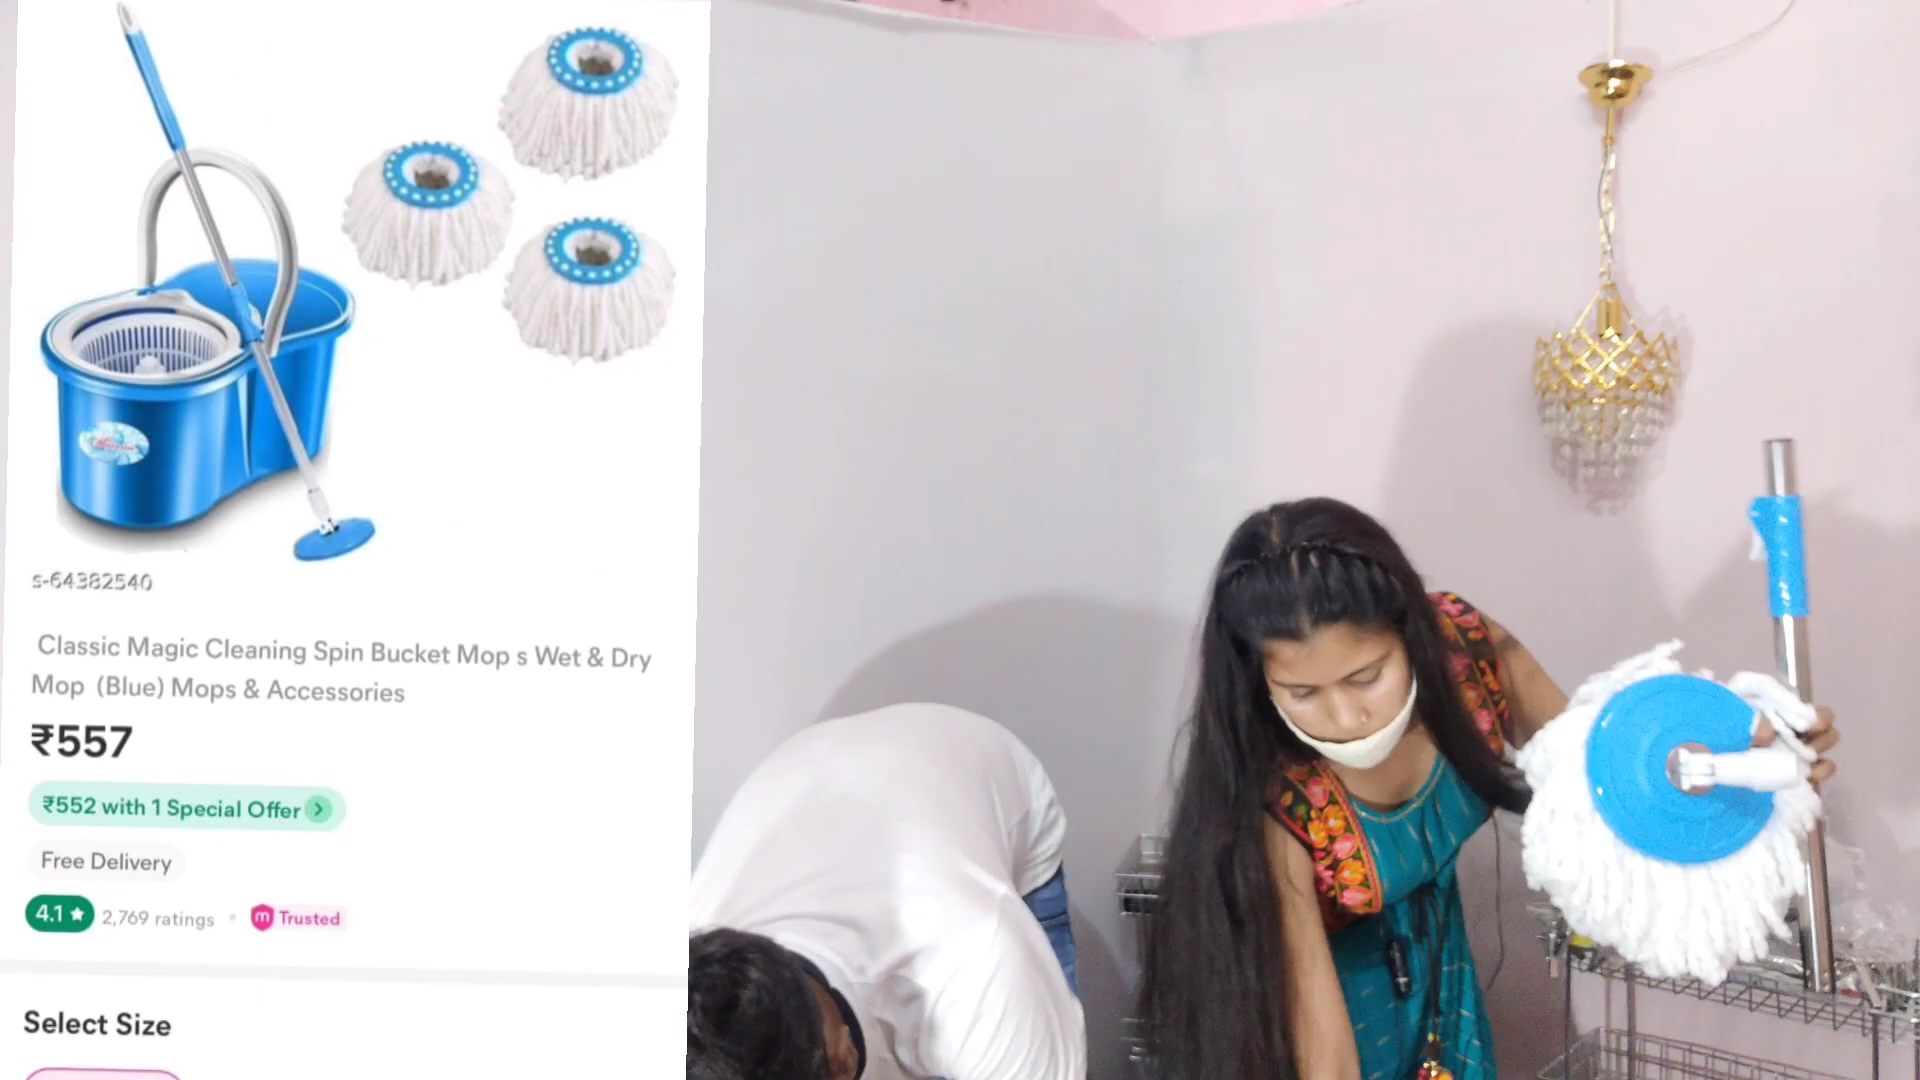 s-64382540
Classic Magic Cleaning Spin Bucket Mop s Wet & Dry
Mop (Blue) Mops & Accessories
₹557
₹552 with 1 Special Offer >
Free Delivery
4.1 ★ 2,769 ratings • m Trusted
Select Size